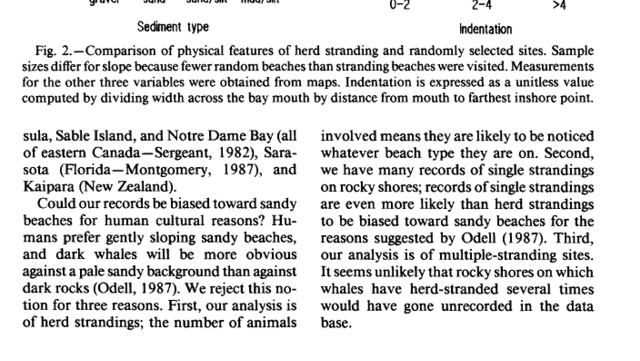 gravel sand sand/silt mud/silt
0-2 2-4 >4
Sediment type
Indentation
Fig. 2.—Comparison of physical features of herd stranding and randomly selected sites. Sample
sizes differ for slope because fewer random beaches than stranding beaches were visited. Measurements
for the other three variables were obtained from maps. Indentation is expressed as a unitless value
computed by dividing width across the bay mouth by distance from mouth to farthest inshore point.
sula, Sable Island, and Notre Dame Bay (all
of eastern Canada—Sergeant, 1982), Sara-
sota (Florida—Montgomery, 1987), and
Kaipara (New Zealand).
Could our records be biased toward sandy
beaches for human cultural reasons? Hu-
mans prefer gently sloping sandy beaches,
and dark whales will be more obvious
against a pale sandy background than against
dark rocks (Odell, 1987). We reject this no-
tion for three reasons. First, our analysis is
of herd strandings; the number of animals
involved means they are likely to be noticed
whatever beach type they are on. Second,
we have many records of single strandings
on rocky shores; records of single strandings
are even more likely than herd strandings
to be biased toward sandy beaches for the
reasons suggested by Odell (1987). Third,
our analysis is of multiple-stranding sites.
It seems unlikely that rocky shores on which
whales have herd-stranded several times
would have gone unrecorded in the data
base.